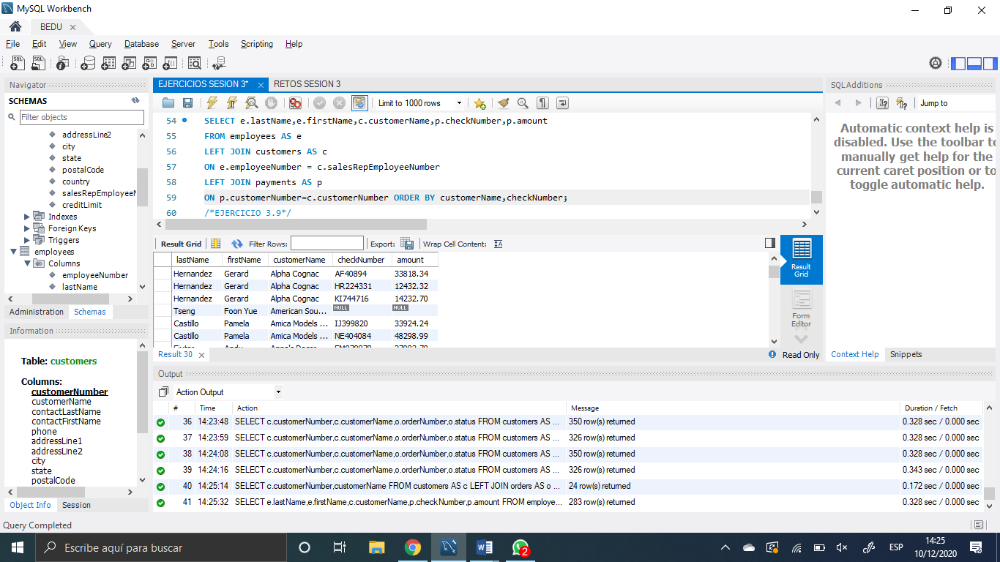 MySQL Workbench
BEDU
File Edit View Query Database Server Tools Scripting Help
Navigator
SCHEMAS
Filter objects
addressLine2
city
state
postalCode
country
salesRepEmployeeN
creditLimit
Indexes
Foreign Keys
Triggers
employees
Columns
employeeNumber
lastName
Administration Schemas
Information
Table: customers
Columns:
customerNumber
customerName
contactLastName
contactFirstName
phone
addressLine1
addressLine2
city
state
postalCode
Object Info Session
Query Completed
EJERCICIOS SESION 3* RETOS SESION 3
Limit to 1000 rows
54 SELECT e.lastName,e.firstName,c.customerName,p.checkNumber,p.amount
55 FROM employees AS e
56 LEFT JOIN customers AS c
57 ON e.employeeNumber = c.salesRepEmployeeNumber
58 LEFT JOIN payments AS p
59 ON p.customerNumber=c.customerNumber ORDER BY customerName,checkNumber;
60 /*EJERCICIO 3.9*/
Result Grid Filter Rows: Export: Wrap Cell Content:
lastName firstName customerName checkNumber amount
Hernandez Gerard Alpha Cognac AF40894 33818.34
Hernandez Gerard Alpha Cognac HR224331 12432.32
Hernandez Gerard Alpha Cognac KI744716 14232.70
Tseng Foon Yue American Sou... NULL NULL
Castillo Pamela Amica Models ... IJ399820 33924.24
Castillo Pamela Amica Models ... NE404084 48298.99
Result
Grid
Form
Editor
Result 30
Read Only
SQLAdditions
Jump to
Automatic context help is
disabled. Use the toolbar to
manually get help for the
current caret position or to
toggle automatic help.
Context Help Snippets
Output
Action Output
# Time Action Message Duration / Fetch
36 14:23:48 SELECT c.customerNumber,c.customerName,o.orderNumber,o.status FROM customers AS ... 350 row(s) returned 0.328 sec / 0.000 sec
37 14:23:59 SELECT c.customerNumber,c.customerName,o.orderNumber,o.status FROM customers AS ... 326 row(s) returned 0.328 sec / 0.000 sec
38 14:24:08 SELECT c.customerNumber,c.customerName,o.orderNumber,o.status FROM customers AS ... 350 row(s) returned 0.328 sec / 0.000 sec
39 14:24:16 SELECT c.customerNumber,c.customerName,o.orderNumber,o.status FROM customers AS ... 326 row(s) returned 0.343 sec / 0.000 sec
40 14:25:14 SELECT c.customerNumber,customerName FROM customers AS c LEFT JOIN orders AS o ... 24 row(s) returned 0.172 sec / 0.000 sec
41 14:25:32 SELECT e.lastName,e.firstName,c.customerName,p.checkNumber,p.amount FROM employe... 283 row(s) returned 0.328 sec / 0.000 sec
Escribe aquí para buscar
2
ESP
14:25
10/12/2020